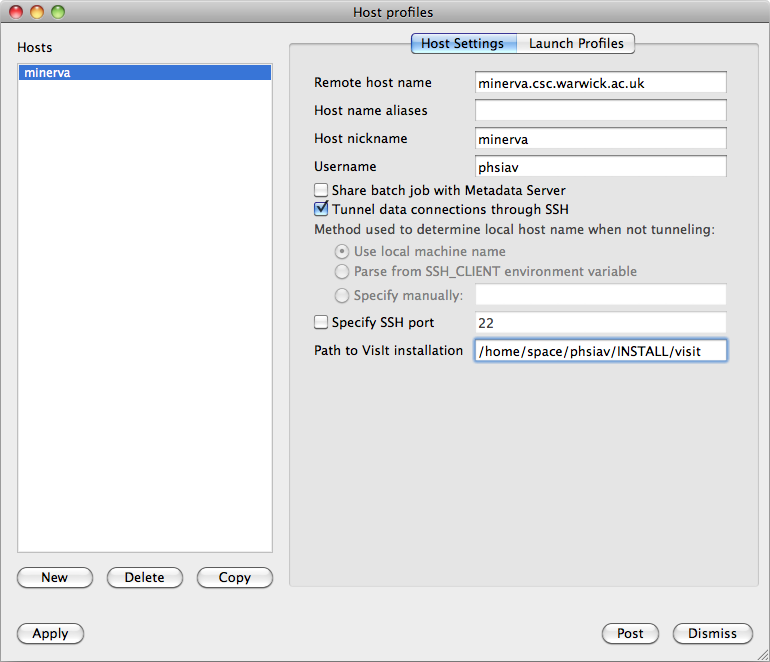 Host profiles
Hosts
minerva
Host Settings
Launch Profiles
Remote host name minerva.csc.warwick.ac.uk
Host name aliases
Host nickname minerva
Username phsiav
Share batch job with Metadata Server
Tunnel data connections through SSH
Method used to determine local host name when not tunneling:
Use local machine name
Parse from SSH_CLIENT environment variable
Specify manually:
Specify SSH port 22
Path to VisIt installation /home/space/phsiav/INSTALL/visit
New Delete Copy
Apply Post Dismiss